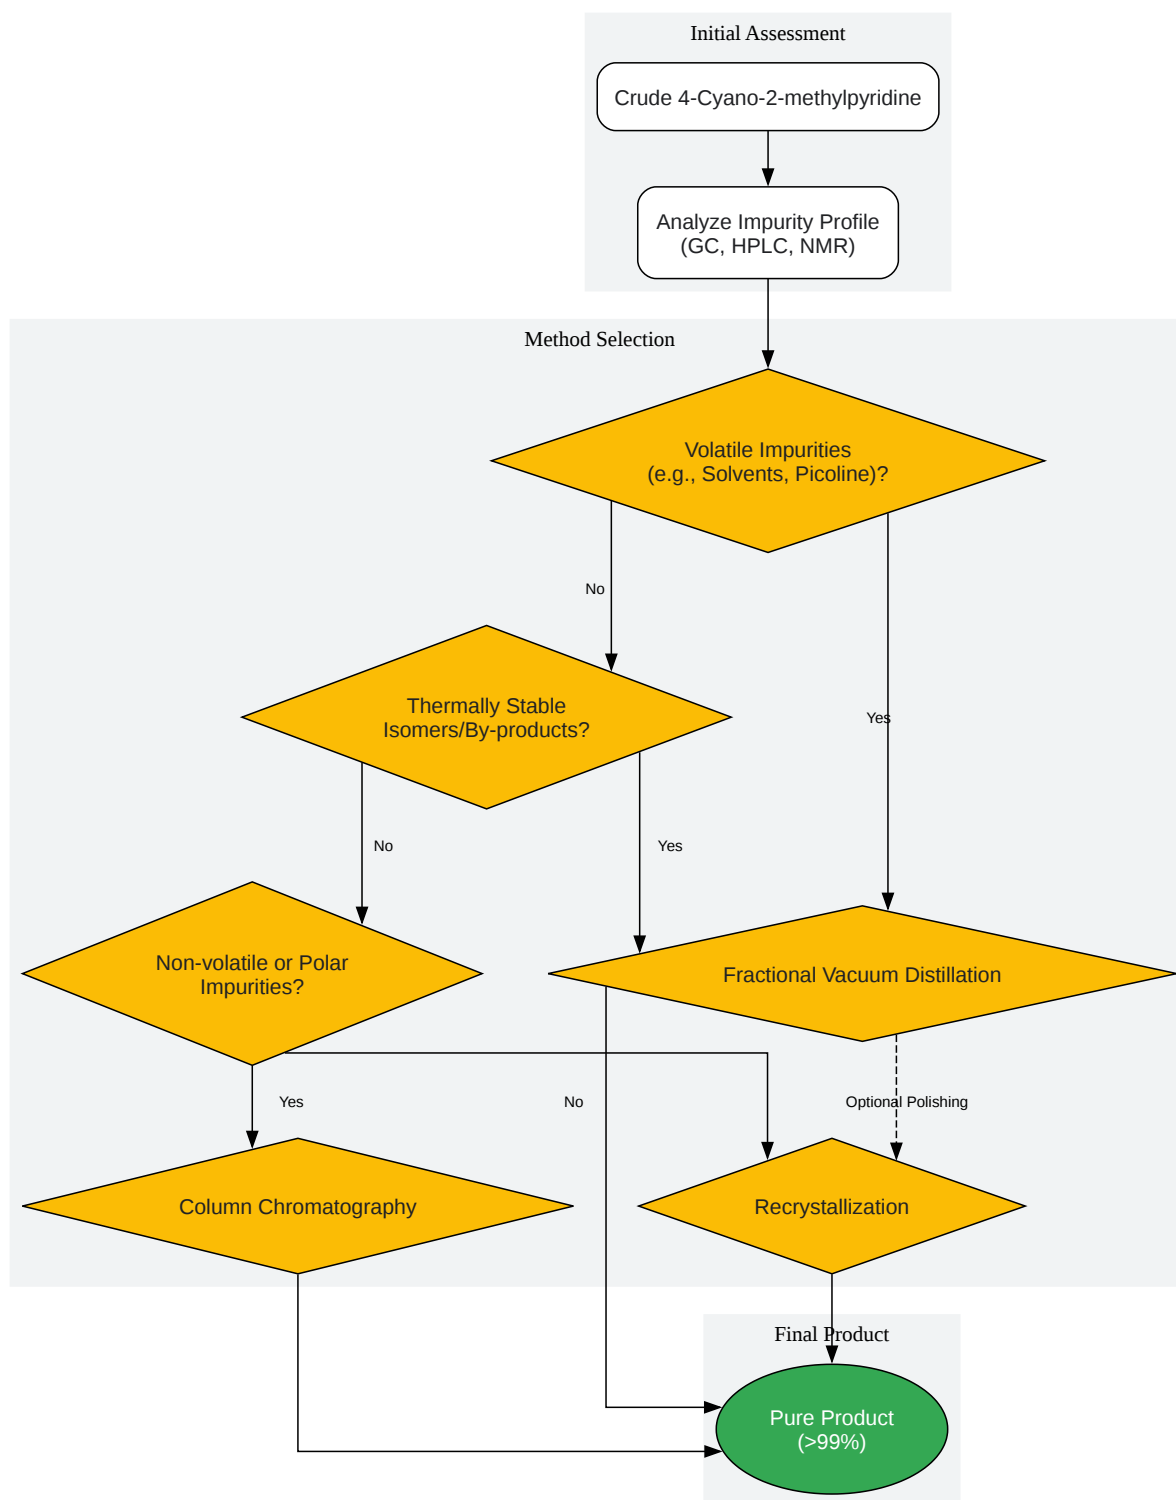 Initial Assessment
Crude 4-Cyano-2-methylpyridine
Analyze Impurity Profile
(GC, HPLC, NMR)
Method Selection
Volatile Impurities
(e.g., Solvents, Picoline)?
No
Thermally Stable
Isomers/By-products?
Yes
No
Yes
Non-volatile or Polar
Impurities?
Fractional Vacuum Distillation
Yes
No
Optional Polishing
Column Chromatography
Recrystallization
Final Product
Pure Product
(>99%)